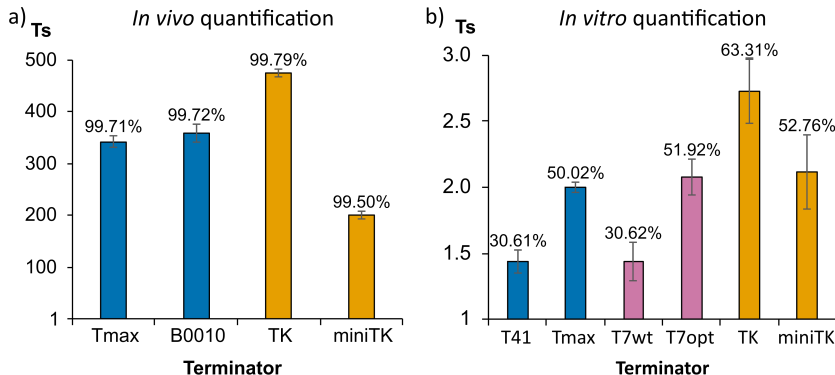 a)
In vivo quantification
Ts
500
400
300
200
100
1
99.71%
99.72%
99.79%
99.50%
Tmax B0010 TK miniTK
Terminator
b)
In vitro quantification
Ts
3.0
2.5
2.0
1.5
1
30.61%
50.02%
30.62%
51.92%
63.31%
52.76%
T41 Tmax T7wt T7opt TK miniTK
Terminator